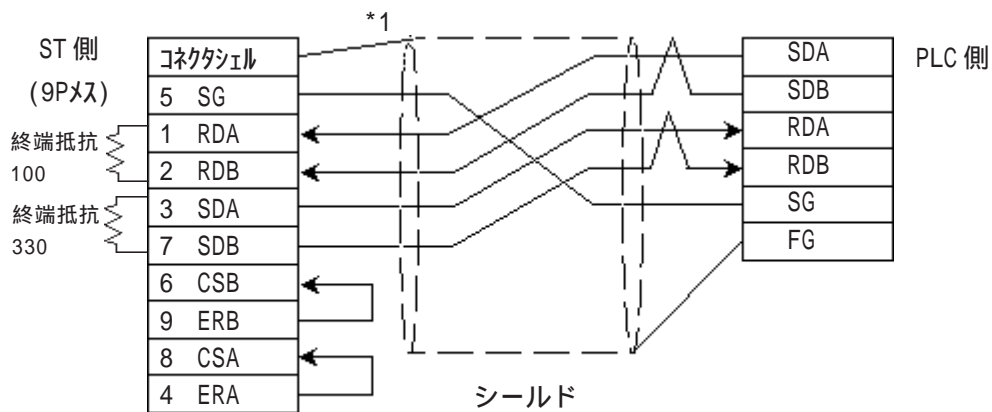 *1
ST 側
(9Pメス)
コネクタシェル
5 SG
1 RDA
2 RDB
3 SDA
7 SDB
6 CSB
9 ERB
8 CSA
4 ERA
終端抵抗
100
終端抵抗
330
シールド
SDA
SDB
RDA
RDB
SG
FG
PLC 側